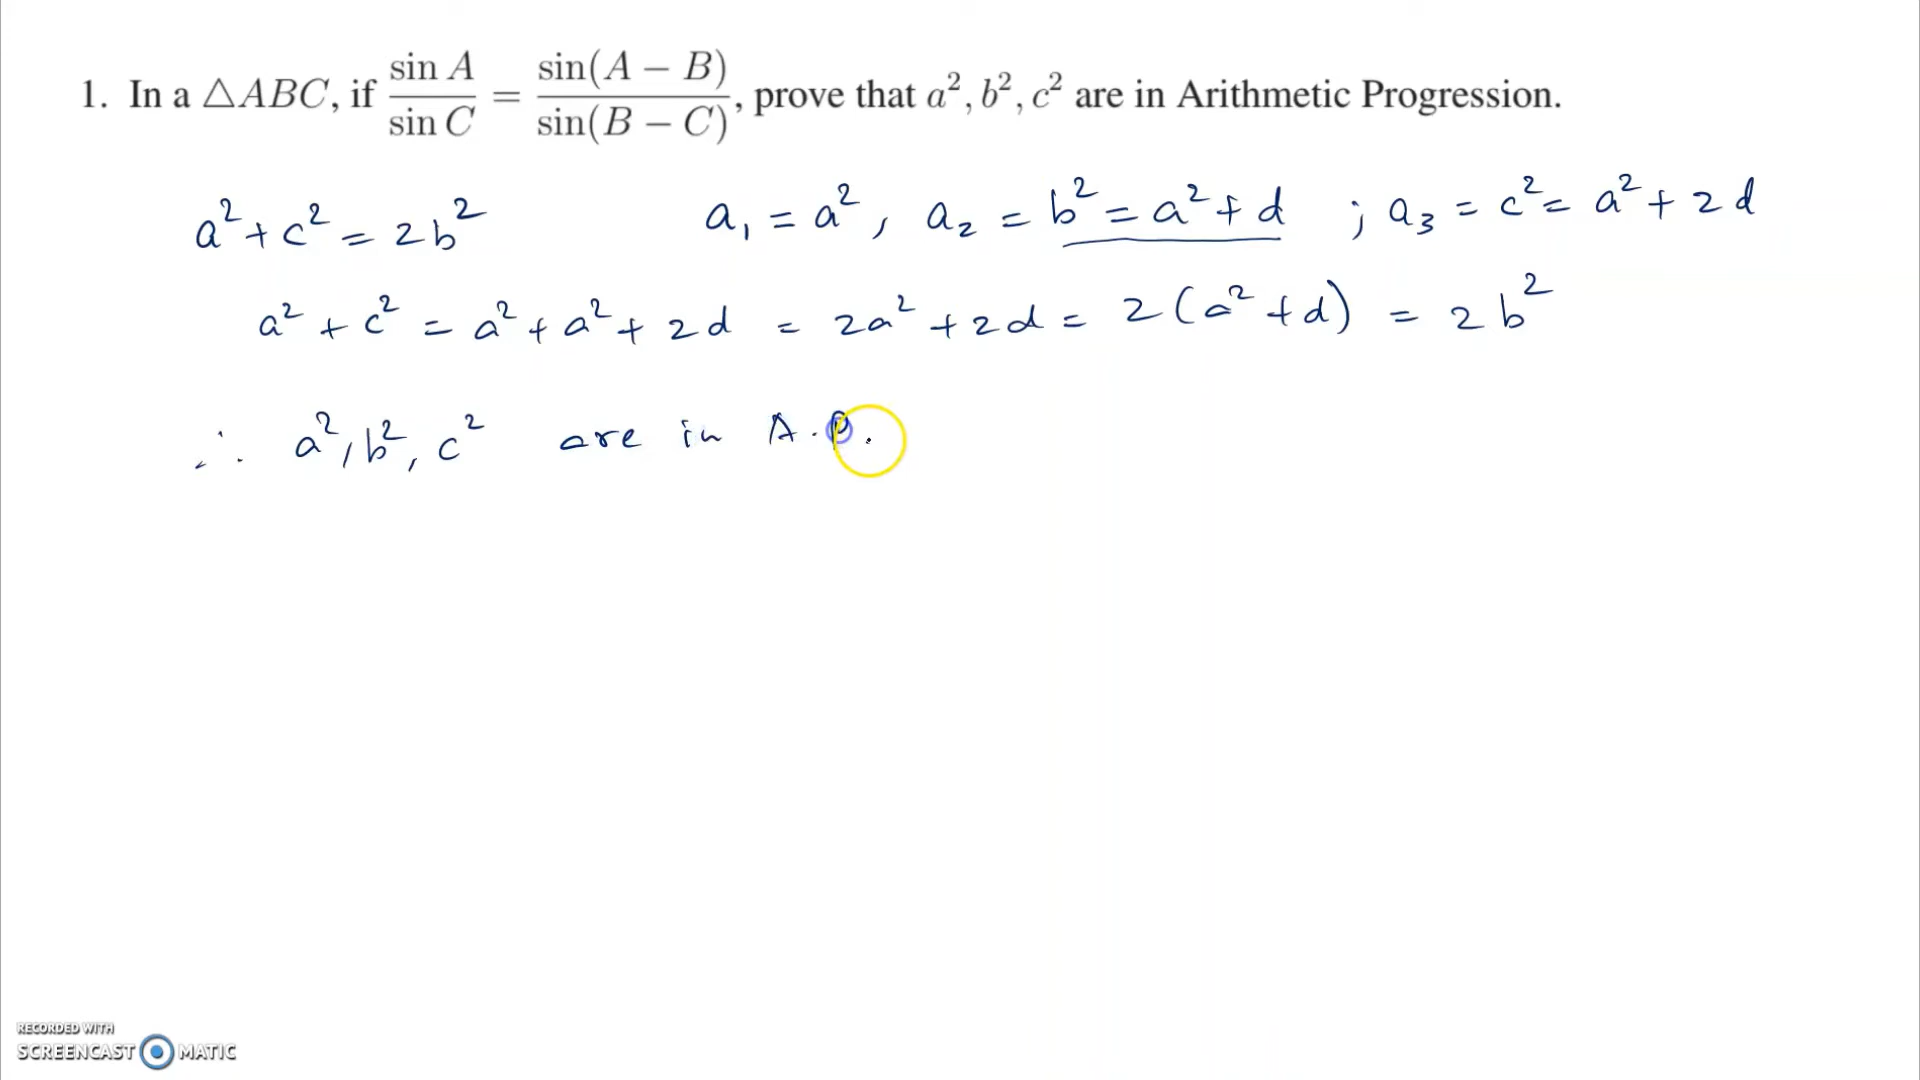 1. In a △ABC, if sin A / sin C = sin(A − B) / sin(B − C), prove that a², b², c² are in Arithmetic Progression.
a² + c² = 2b²    a₁ = a², a₂ = b² = a² + d ; a₃ = c² = a² + 2d
a² + c² = a² + a² + 2d = 2a² + 2d = 2(a² + d) = 2b²
∴ a², b², c² are in A.P.
RECORDED WITH
SCREENCAST MATIC